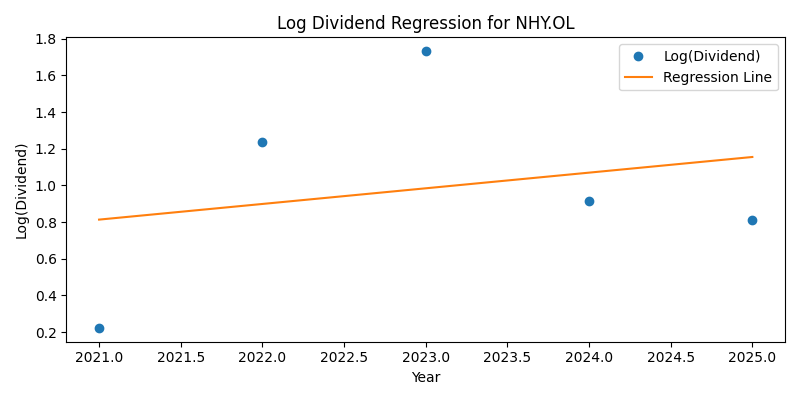 Log Dividend Regression for NHY.OL
Log(Dividend)
Regression Line
1.8
1.6
1.4
1.2
1.0
0.8
0.6
0.4
0.2
Log(Dividend)
2021.0 2021.5 2022.0 2022.5 2023.0 2023.5 2024.0 2024.5 2025.0
Year